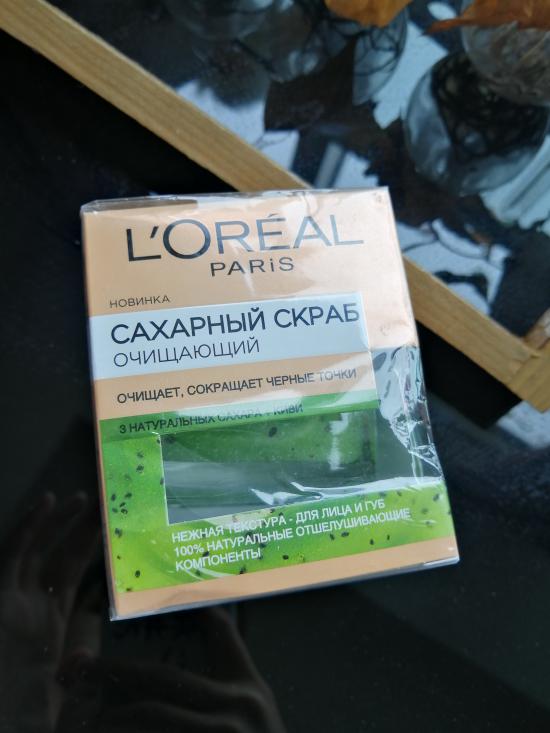 L'ORÉAL
PARIS
НОВИНКА
САХАРНЫЙ СКРАБ
ОЧИЩАЮЩИЙ
ОЧИЩАЕТ, СОКРАЩАЕТ ЧЕРНЫЕ ТОЧКИ
3 НАТУРАЛЬНЫХ САХАРА + КИВИ
НЕЖНАЯ ТЕКСТУРА - ДЛЯ ЛИЦА И ГУБ
100% НАТУРАЛЬНЫЕ ОТШЕЛУШИВАЮЩИЕ
КОМПОНЕНТЫ